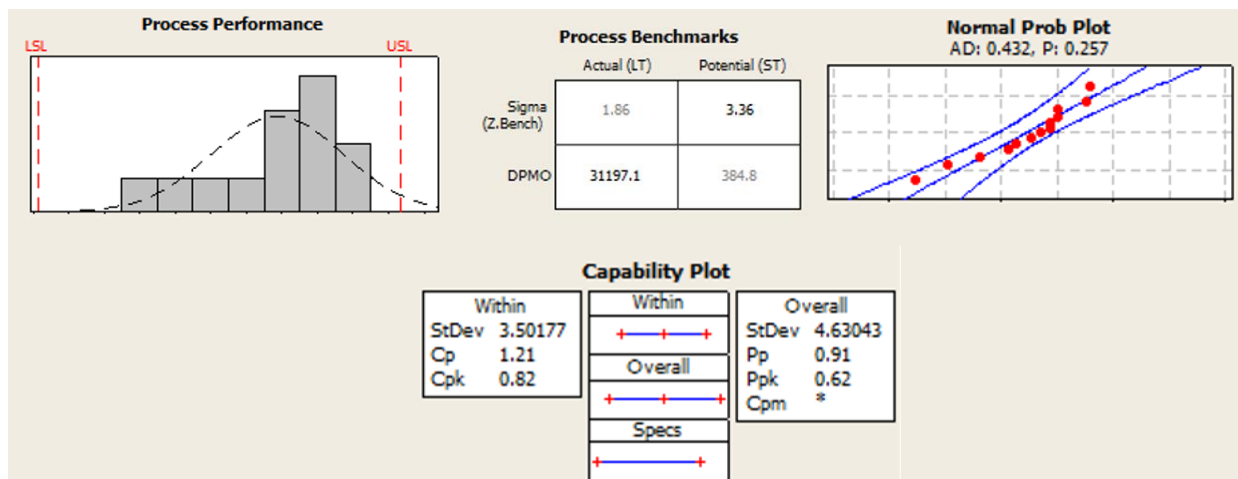 Process Performance
LSL
USL
Process Benchmarks
Actual (LT) Potential (ST)
Sigma (Z.Bench) 1.86 3.36
DPMO 31197.1 384.8
Normal Prob Plot
AD: 0.432, P: 0.257
Capability Plot
Within
StDev 3.50177
Cp 1.21
Cpk 0.82
Within
Overall
Specs
Overall
StDev 4.63043
Pp 0.91
Ppk 0.62
Cpm *